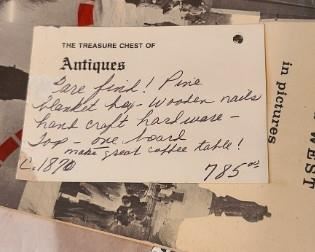 THE TREASURE CHEST OF
Antiques
Rare find! Pine
blanket box - wooden nails
hand craft hardware -
Top - one board
make great coffee table!
C. 1870
785.00
in pictures
WEST